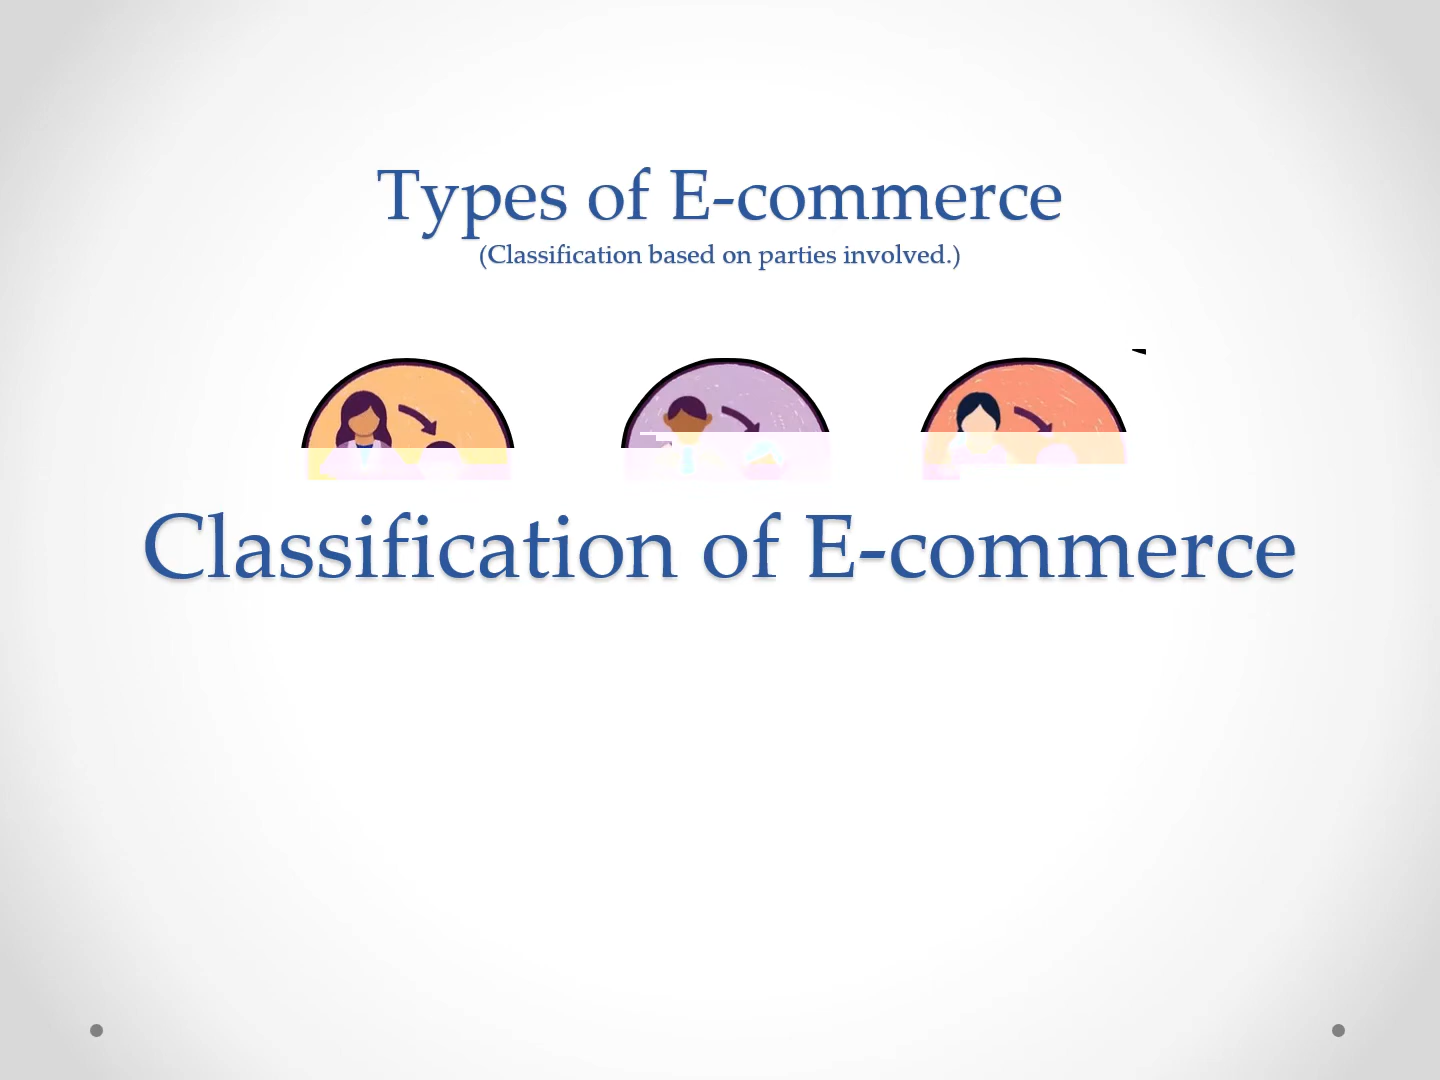 Types of E-commerce
(Classification based on parties involved.)
Classification of E-commerce